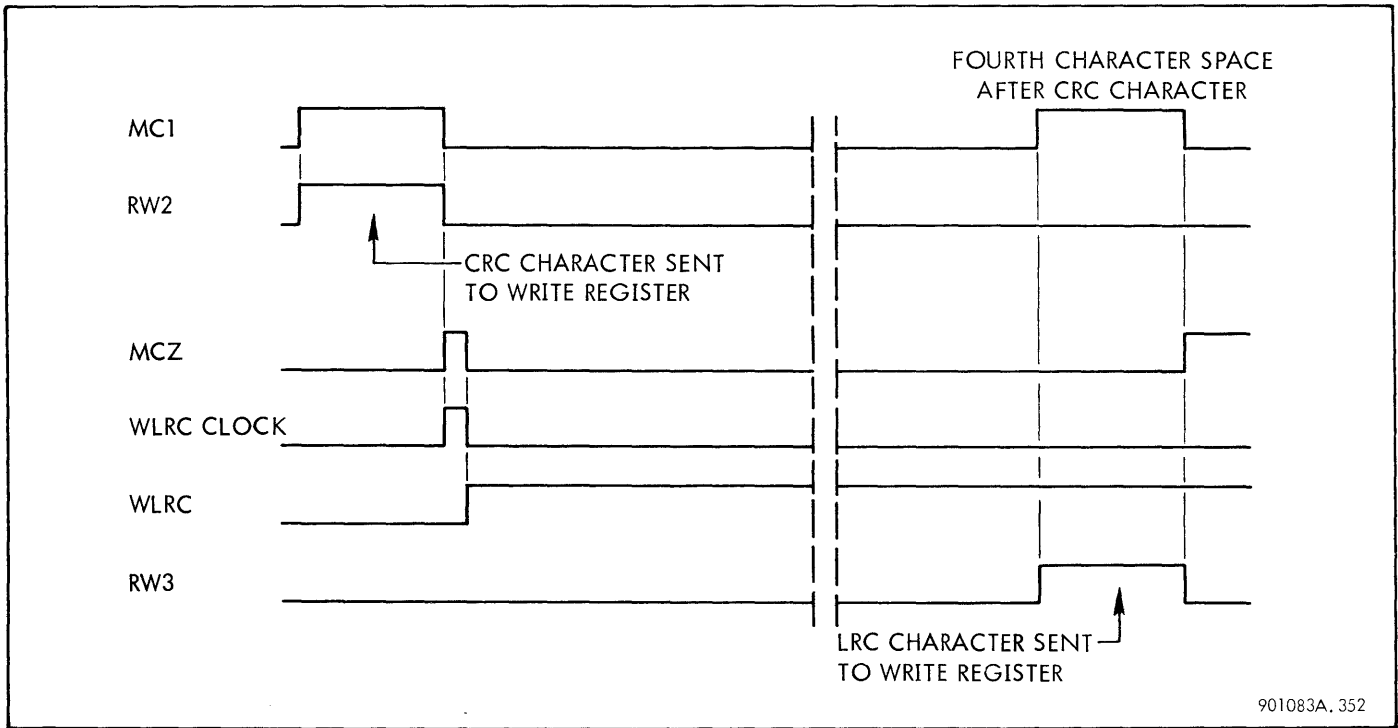 FOURTH CHARACTER SPACE
AFTER CRC CHARACTER
MC1
RW2
CRC CHARACTER SENT
TO WRITE REGISTER
MCZ
WLRC CLOCK
WLRC
RW3
LRC CHARACTER SENT
TO WRITE REGISTER
901083A.352